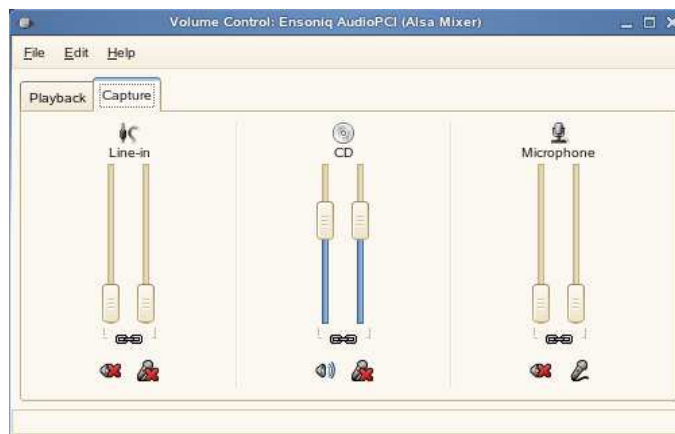 Volume Control: Ensoniq AudioPCI (Alsa Mixer)
File Edit Help
Playback Capture
Line-in CD Microphone